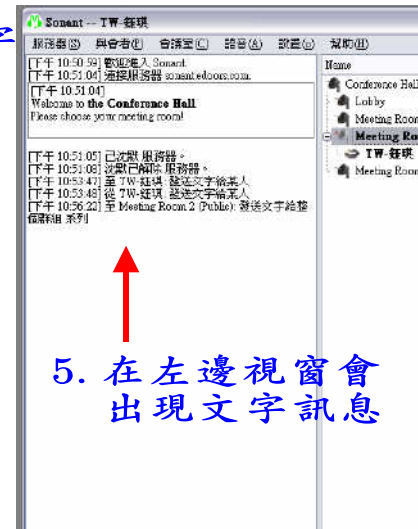 Sonant -- TW-鈺琪
字
服務器(S) 與會者(P) 會議室(C) 語音(A) 設置(o) 幫助(H)
[下午 10:50:59] 歡迎進入 Sonant.
[下午 10:51:04] 連接服務器 sonant.edoors.com.
[下午 10:51:04]
Welcome to the Conference Hall
Please choose your meeting room!
[下午 10:51:05] 已沈默 服務器。
[下午 10:51:08] 沈默已解除 服務器。
[下午 10:53:47] 至 TW-鈺琪: 發送文字給某人
[下午 10:53:48] 從 TW-鈺琪: 發送文字給某人
[下午 10:56:22] 至 Meeting Room 2 (Public): 發送文字給整
個群組 系列
Name
Conference Hall
Lobby
Meeting Room
Meeting Ro
TW-鈺琪
Meeting Room
5. 在左邊視窗會
出現文字訊息